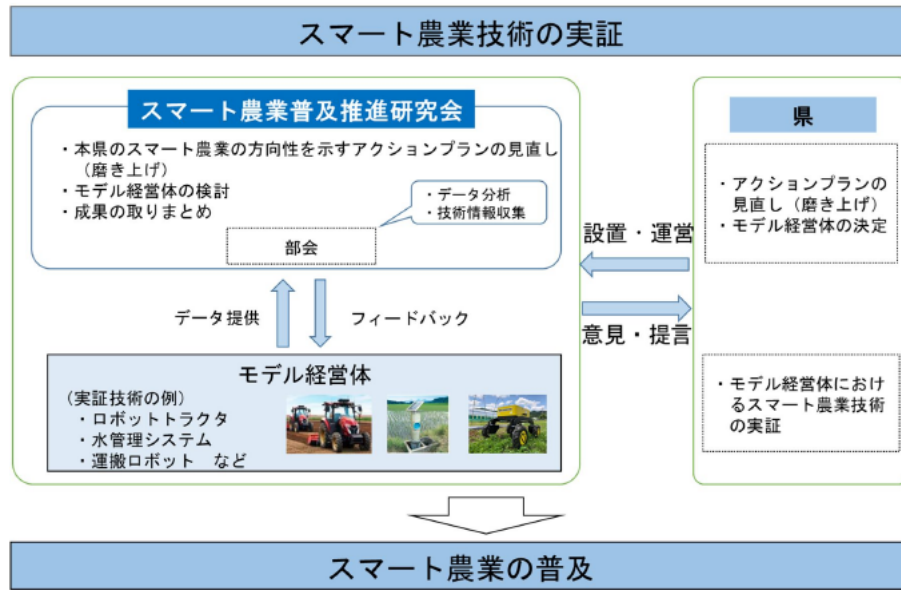 スマート農業技術の実証
スマート農業普及推進研究会
・本県のスマート農業の方向性を示すアクションプランの見直し
（磨き上げ）
・モデル経営体の検討
・成果の取りまとめ
・データ分析
・技術情報収集
部会
データ提供
フィードバック
モデル経営体
（実証技術の例）
・ロボットトラクタ
・水管理システム
・運搬ロボット　など
設置・運営
意見・提言
県
・アクションプランの
見直し（磨き上げ）
・モデル経営体の決定
・モデル経営体におけ
るスマート農業技術
の実証
スマート農業の普及